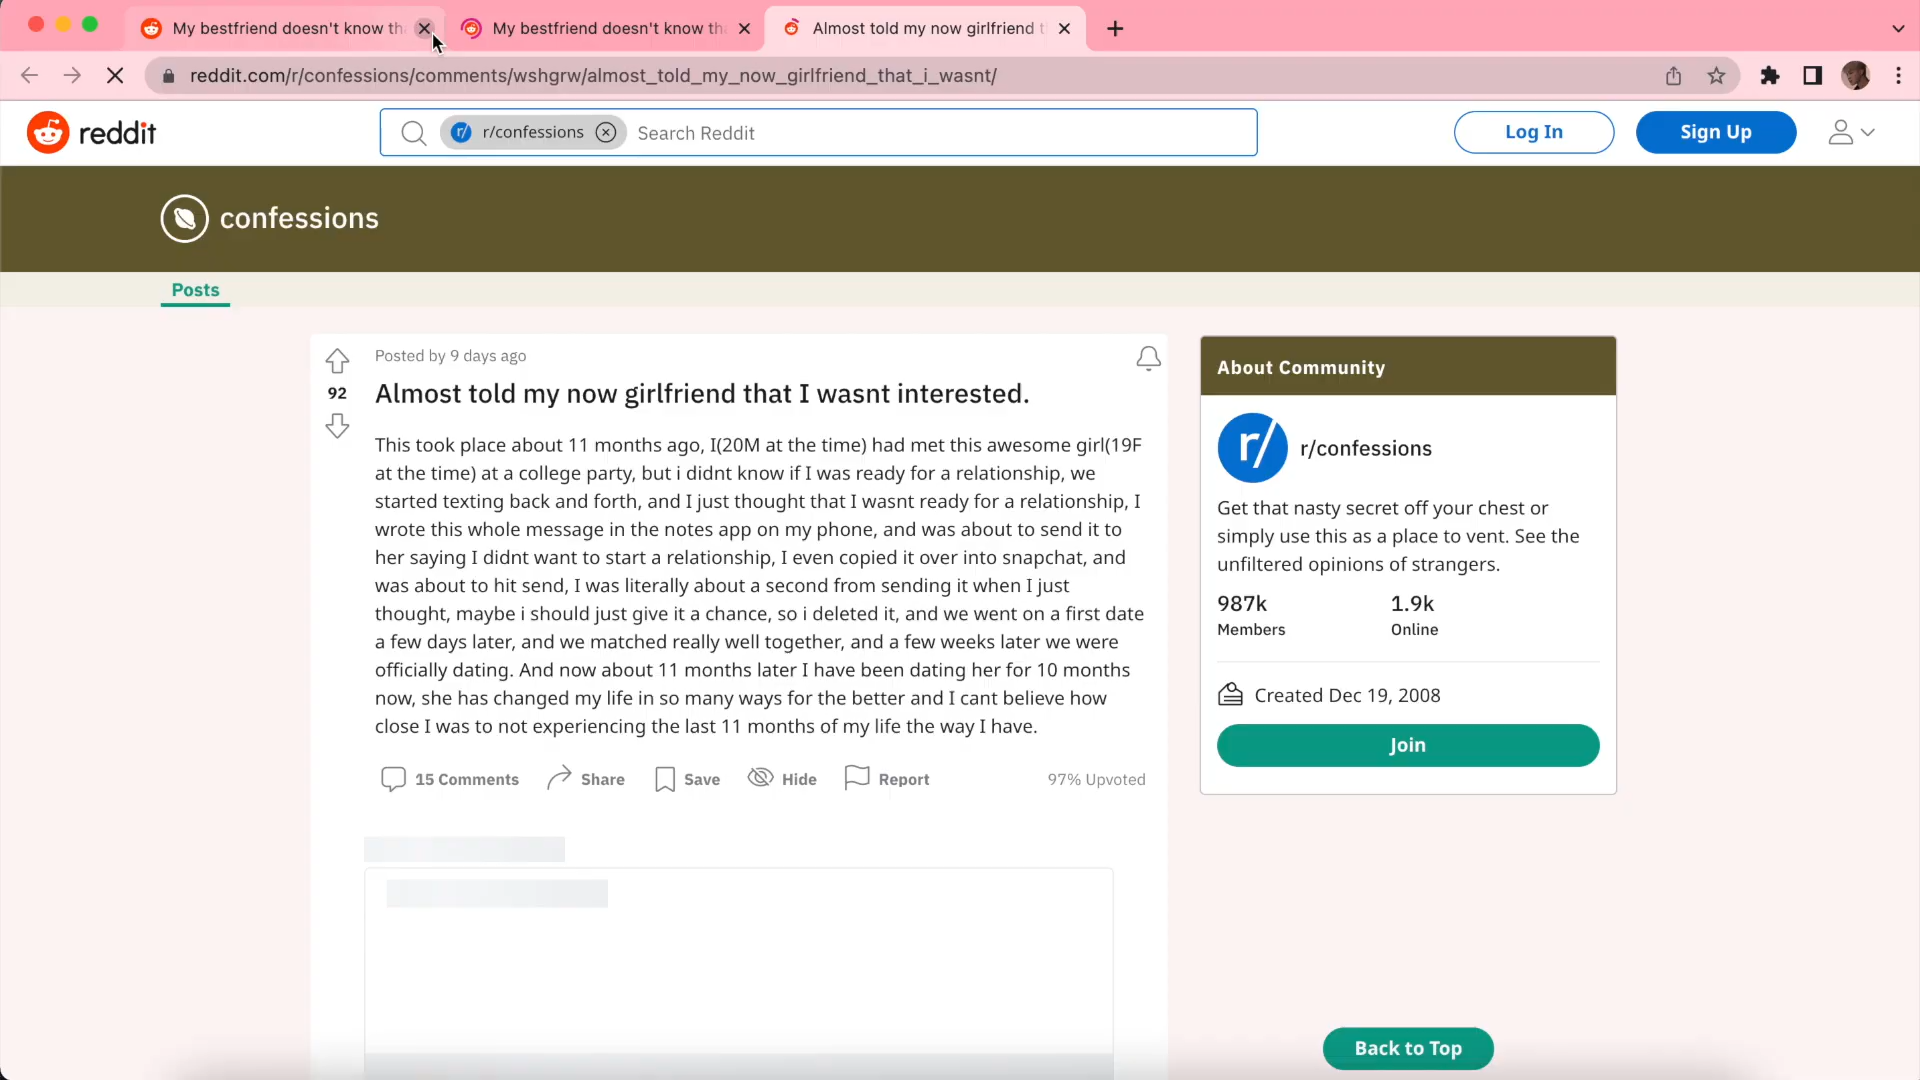 My bestfriend doesn't know th
My bestfriend doesn't know th
Almost told my now girlfriend t
reddit.com/r/confessions/comments/wshgrw/almost_told_my_now_girlfriend_that_i_wasnt/
reddit
r/ r/confessions Search Reddit
Log In
Sign Up
confessions
Posts
Posted by 9 days ago
92
Almost told my now girlfriend that I wasnt interested.
This took place about 11 months ago, I(20M at the time) had met this awesome girl(19F
at the time) at a college party, but i didnt know if I was ready for a relationship, we
started texting back and forth, and I just thought that I wasnt ready for a relationship, I
wrote this whole message in the notes app on my phone, and was about to send it to
her saying I didnt want to start a relationship, I even copied it over into snapchat, and
was about to hit send, I was literally about a second from sending it when I just
thought, maybe i should just give it a chance, so i deleted it, and we went on a first date
a few days later, and we matched really well together, and a few weeks later we were
officially dating. And now about 11 months later I have been dating her for 10 months
now, she has changed my life in so many ways for the better and I cant believe how
close I was to not experiencing the last 11 months of my life the way I have.
15 Comments Share Save Hide Report 97% Upvoted
About Community
r/ r/confessions
Get that nasty secret off your chest or
simply use this as a place to vent. See the
unfiltered opinions of strangers.
987k 1.9k
Members Online
Created Dec 19, 2008
Join
Back to Top